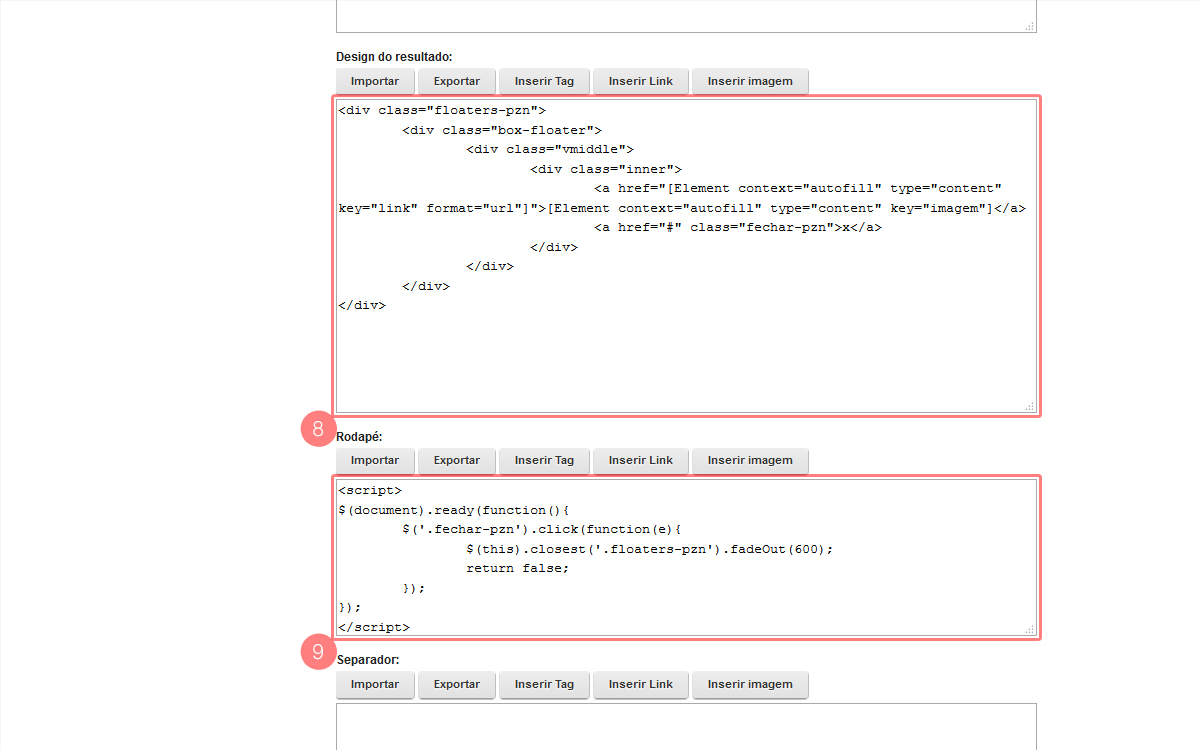 Design do resultado:
Importar Exportar Inserir Tag Inserir Link Inserir imagem
<div class="floaters-pzn">
        <div class="box-floater">
                <div class="vmiddle">
                        <div class="inner">
                                <a href="[Element context="autofill" type="content"
key="link" format="url"]">[Element context="autofill" type="content" key="imagem"]</a>
                                <a href="#" class="fechar-pzn">x</a>
                        </div>
                </div>
        </div>
</div>
8
Rodapé:
Importar Exportar Inserir Tag Inserir Link Inserir imagem
<script>
$(document).ready(function(){
        $('.fechar-pzn').click(function(e){
                $(this).closest('.floaters-pzn').fadeOut(600);
                return false;
        });
});
</script>
9
Separador:
Importar Exportar Inserir Tag Inserir Link Inserir imagem